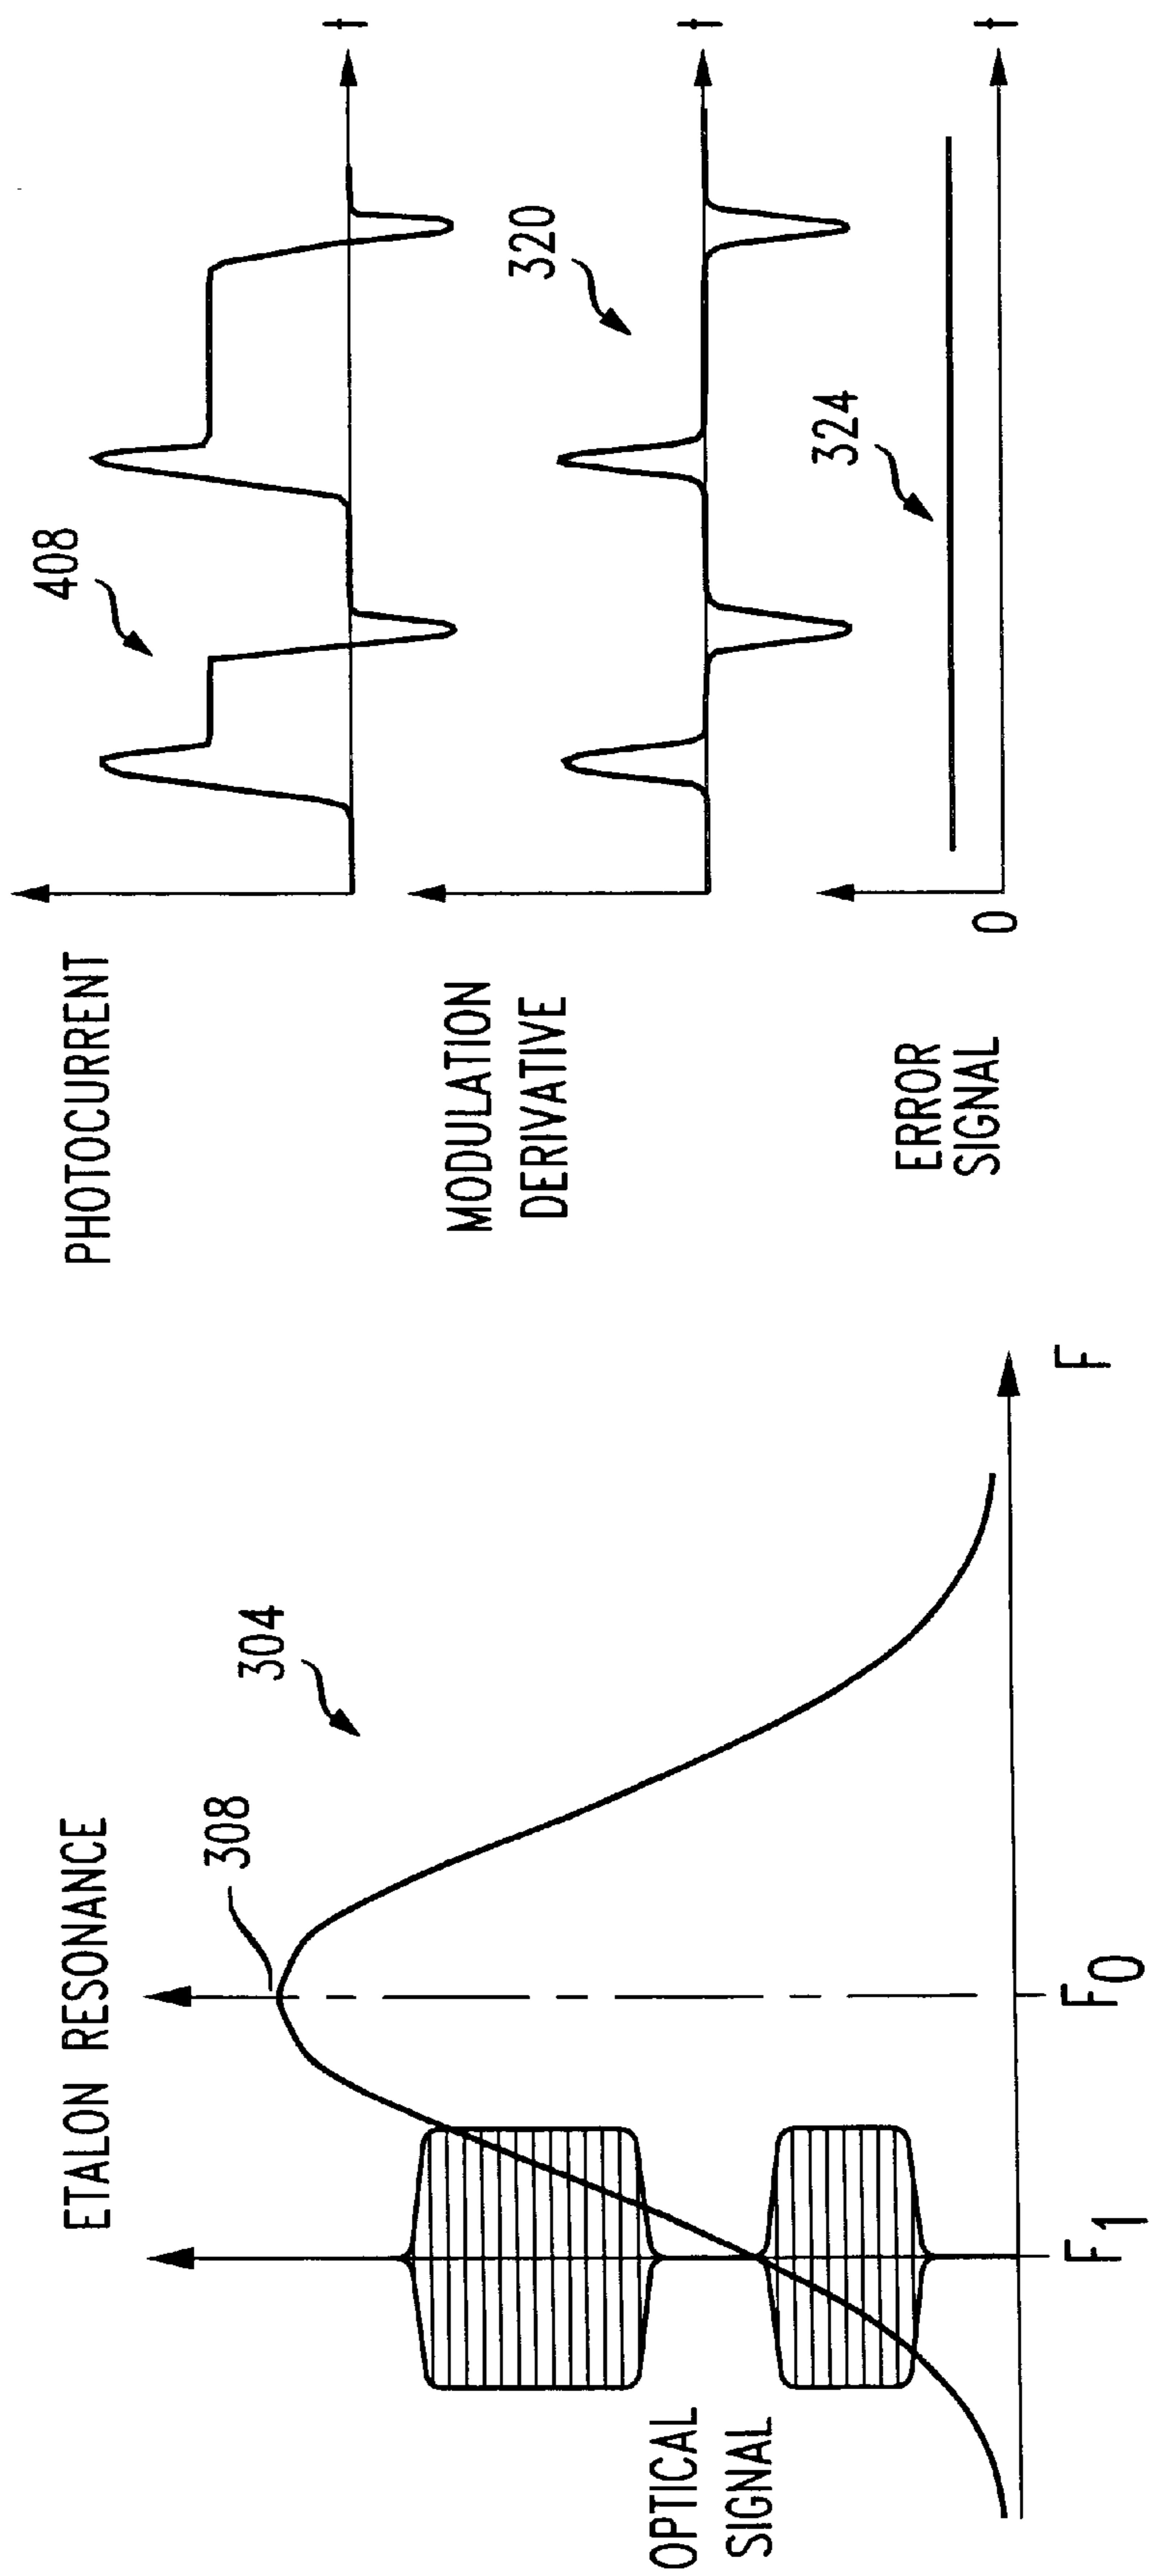 ETALON RESONANCE
308
304
OPTICAL
SIGNAL
F1
F0
F
PHOTOCURRENT
408
t
MODULATION
DERIVATIVE
320
t
ERROR
SIGNAL
324
0
t